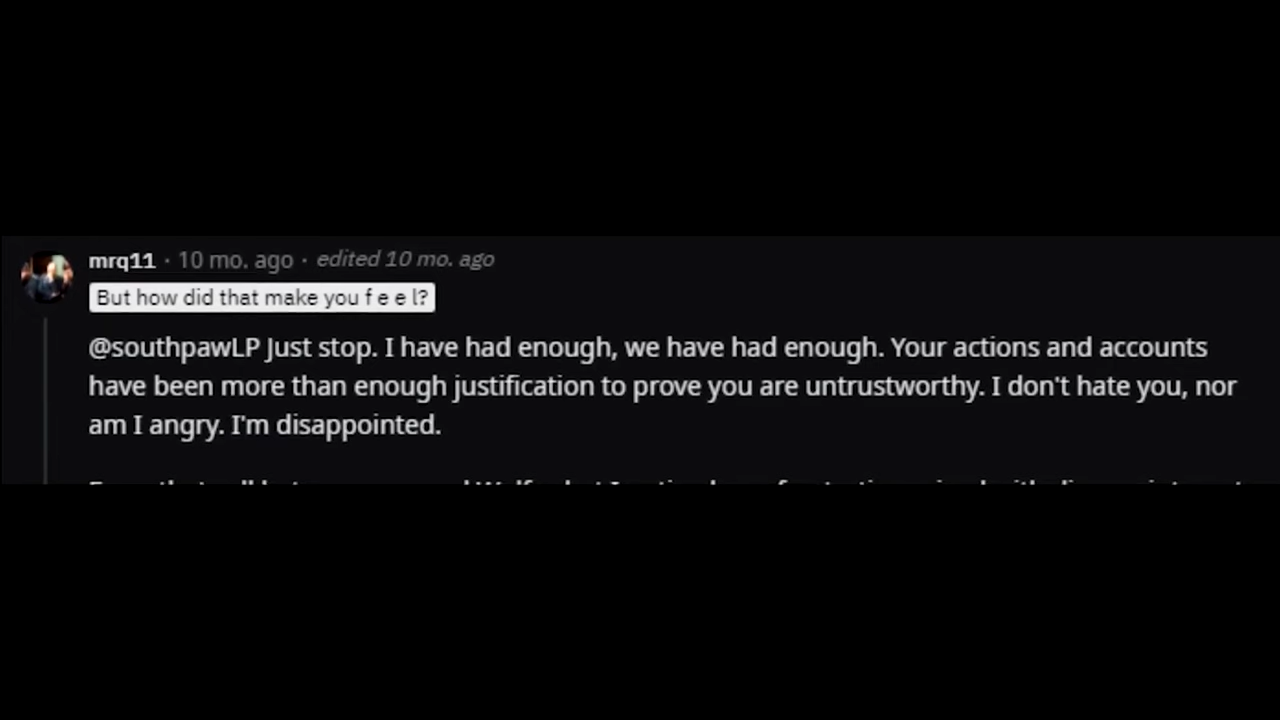 mrq11 · 10 mo. ago · edited 10 mo. ago
But how did that make you f e e l?
@southpawLP Just stop. I have had enough, we have had enough. Your actions and accounts
have been more than enough justification to prove you are untrustworthy. I don't hate you, nor
am I angry. I'm disappointed.